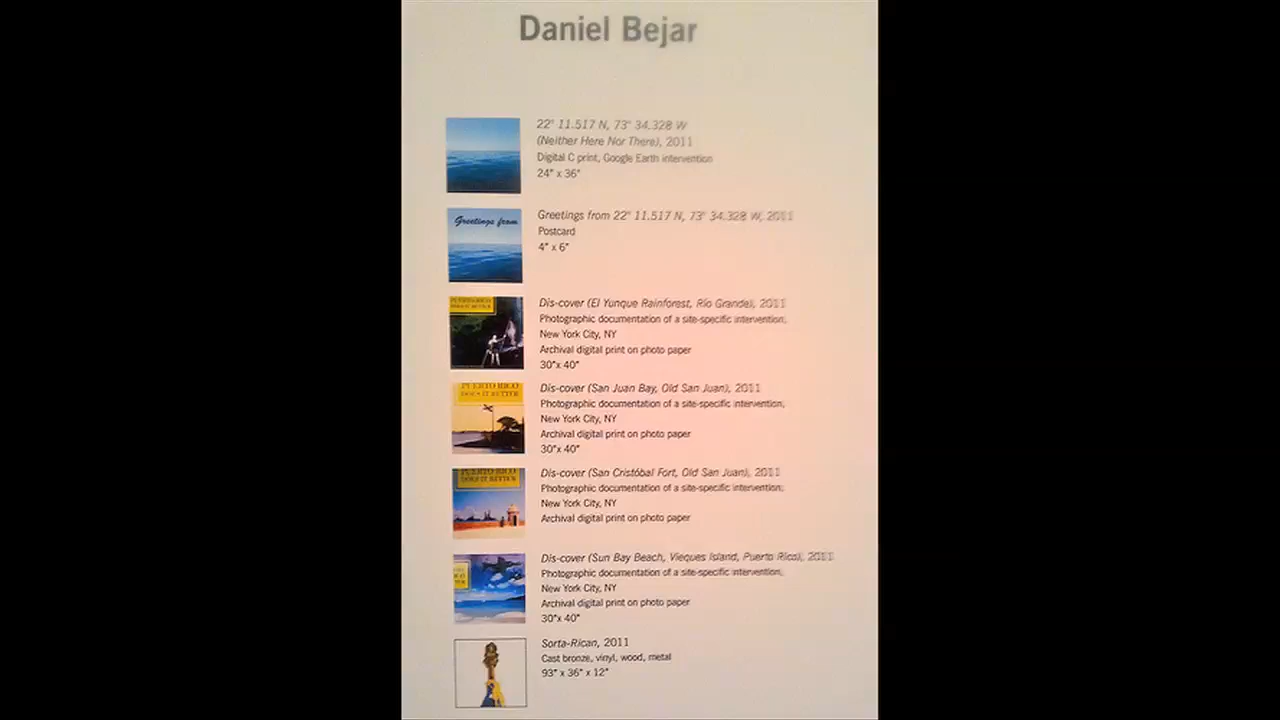 Daniel Bejar
22° 11.517 N, 73° 34.328 W
(Neither Here Nor There), 2011
Digital C print, Google Earth intervention
24" x 36"
Greetings from
Greetings from 22° 11.517 N, 73° 34.328 W, 2011
Postcard
4" x 6"
PUERTO RICO
DOES IT BETTER
Dis-cover (El Yunque Rainforest, Río Grande), 2011
Photographic documentation of a site-specific intervention,
New York City, NY
Archival digital print on photo paper
30"x 40"
PUERTO RICO
DOES IT BETTER
Dis-cover (San Juan Bay, Old San Juan), 2011
Photographic documentation of a site-specific intervention,
New York City, NY
Archival digital print on photo paper
30"x 40"
PUERTO RICO
DOES IT BETTER
Dis-cover (San Cristóbal Fort, Old San Juan), 2011
Photographic documentation of a site-specific intervention,
New York City, NY
Archival digital print on photo paper
Dis-cover (Sun Bay Beach, Vieques Island, Puerto Rico), 2011
Photographic documentation of a site-specific intervention,
New York City, NY
Archival digital print on photo paper
30"x 40"
Sorta-Rican, 2011
Cast bronze, vinyl, wood, metal
93" x 36" x 12"